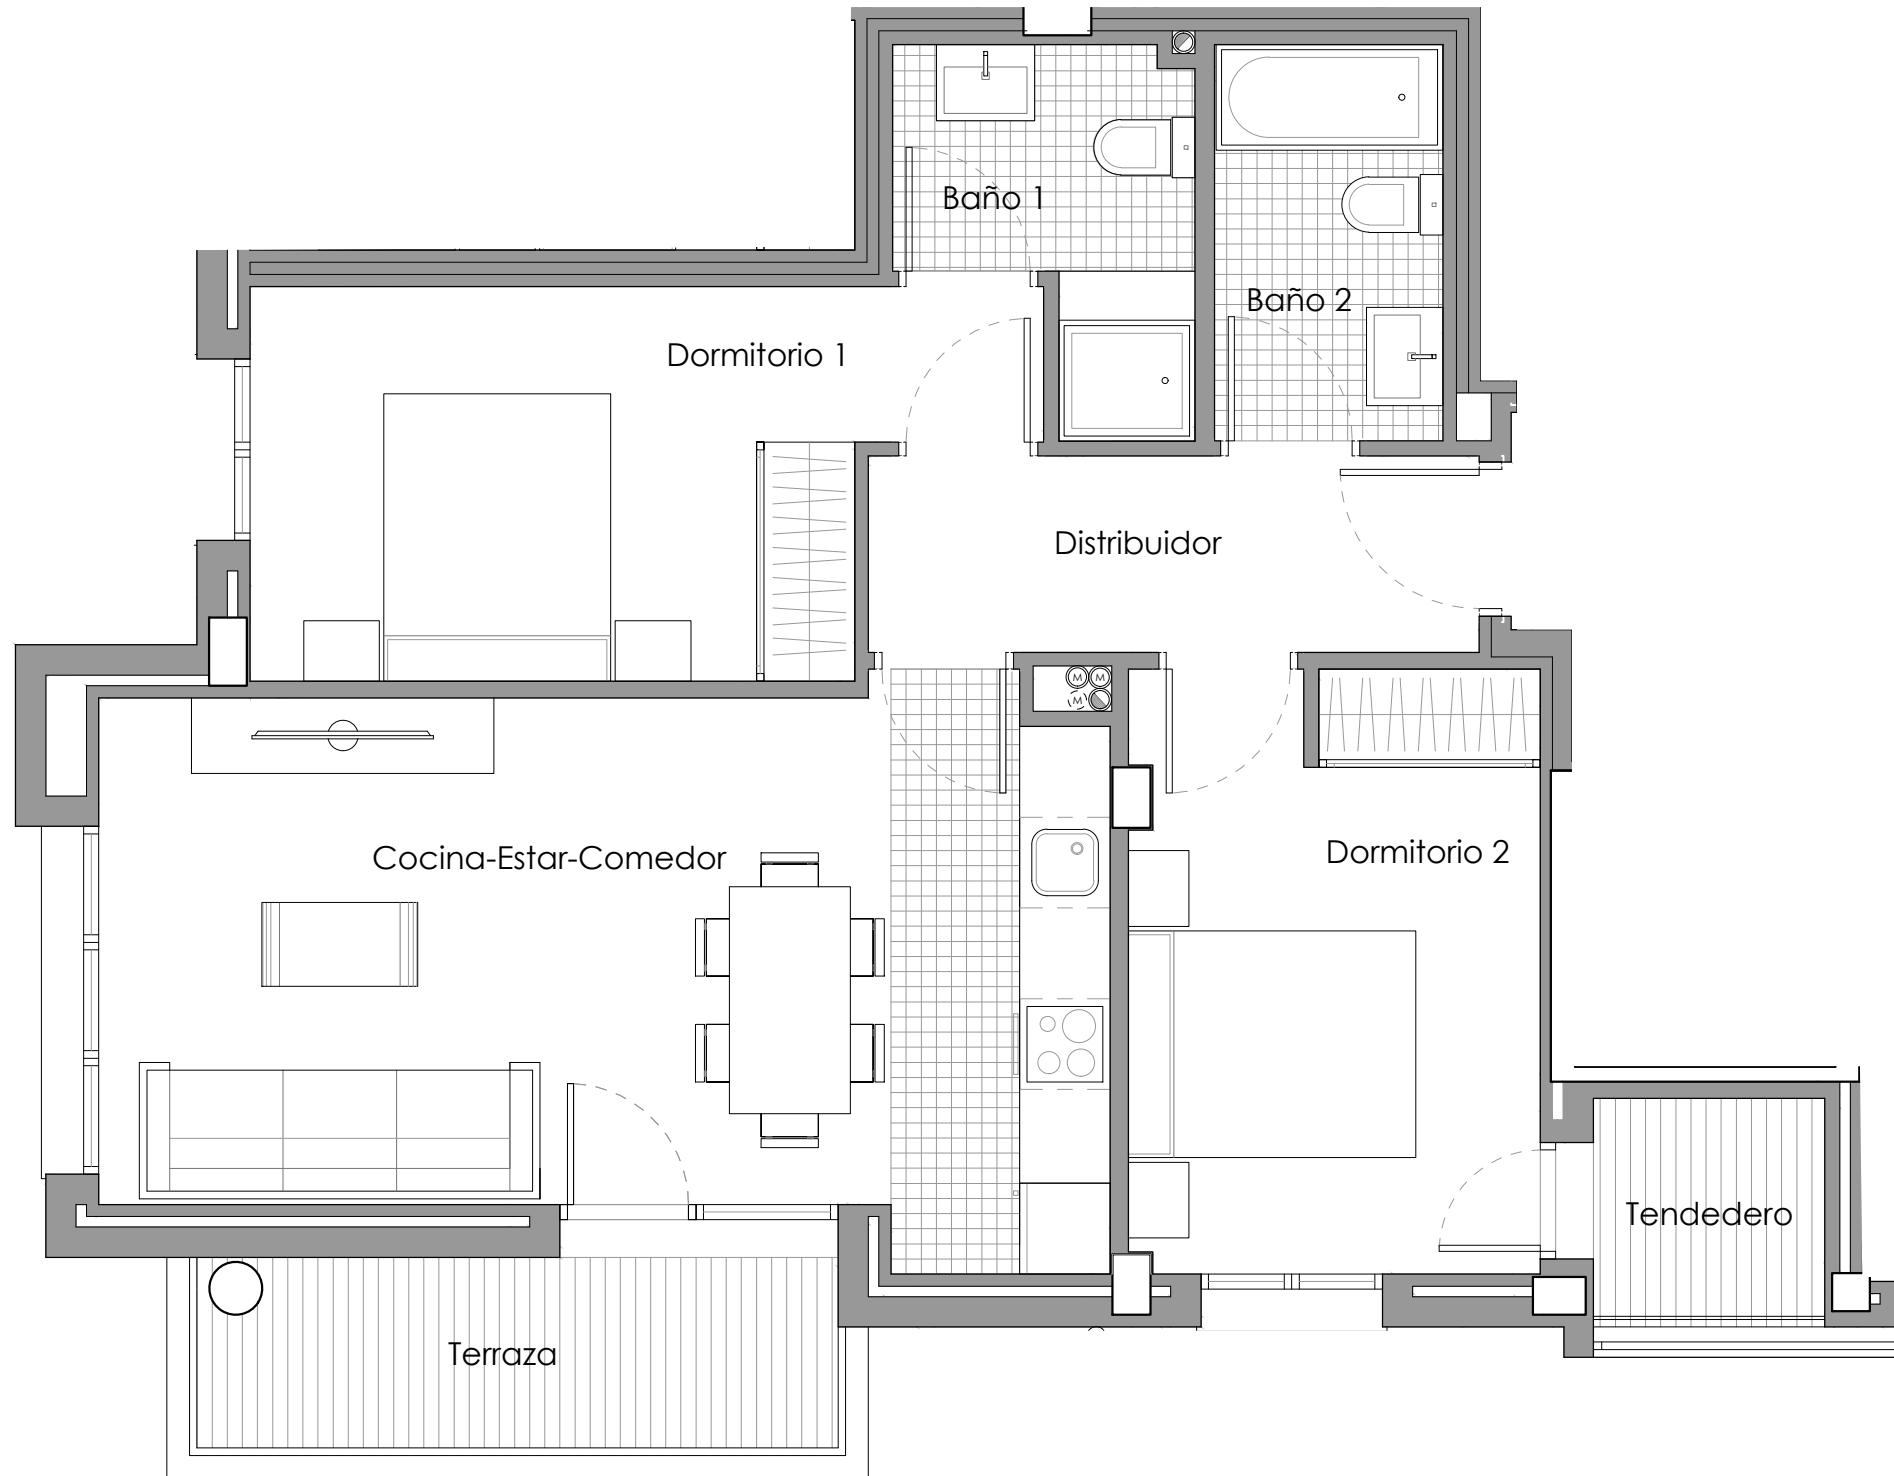 Baño 1
Baño 2
Dormitorio 1
Distribuidor
M M
M
Cocina-Estar-Comedor
Dormitorio 2
Tendedero
Terraza